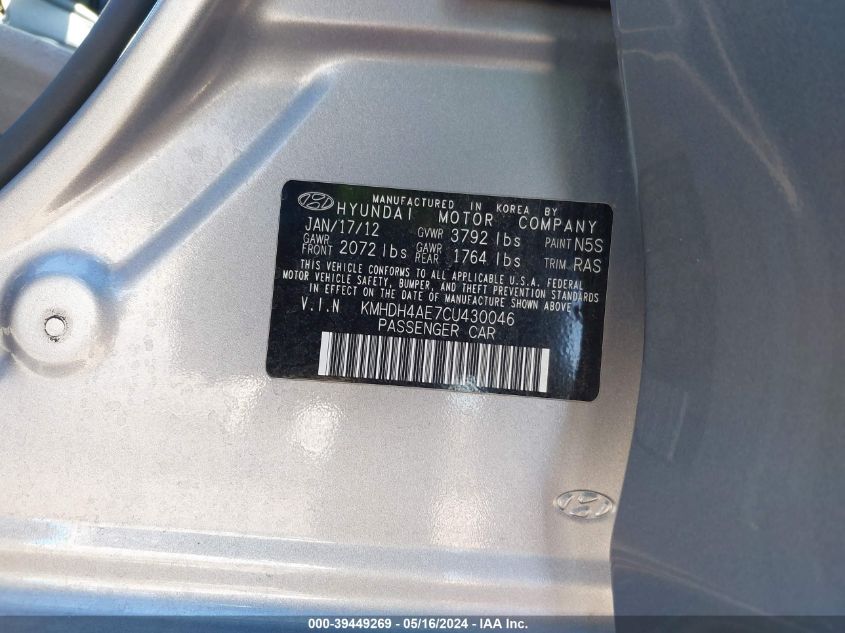 MANUFACTURED IN KOREA BY
HYUNDAI MOTOR COMPANY
JAN/17/12 GVWR 3792 lbs PAINT N5S
GAWR FRONT 2072 lbs GAWR REAR 1764 lbs TRIM RAS
THIS VEHICLE CONFORMS TO ALL APPLICABLE U.S.A. FEDERAL
MOTOR VEHICLE SAFETY, BUMPER, AND THEFT PREVENTION STANDARDS
IN EFFECT ON THE DATE OF MANUFACTURE SHOWN ABOVE
V.I.N KMHDH4AE7CU430046
PASSENGER CAR
000-39449269 - 05/16/2024 - IAA Inc.